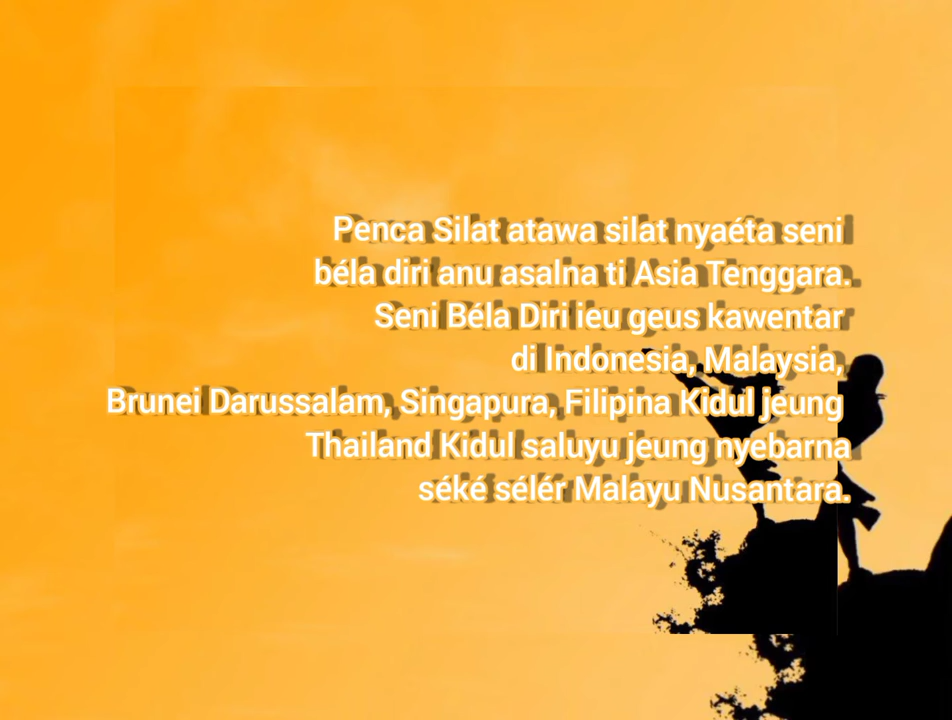 Penca Silat atawa silat nyaéta seni
béla diri anu asalna ti Asia Tenggara.
Seni Béla Diri ieu geus kawentar
di Indonesia, Malaysia,
Brunei Darussalam, Singapura, Filipina Kidul jeung
Thailand Kidul saluyu jeung nyebarna
séké sélér Malayu Nusantara.